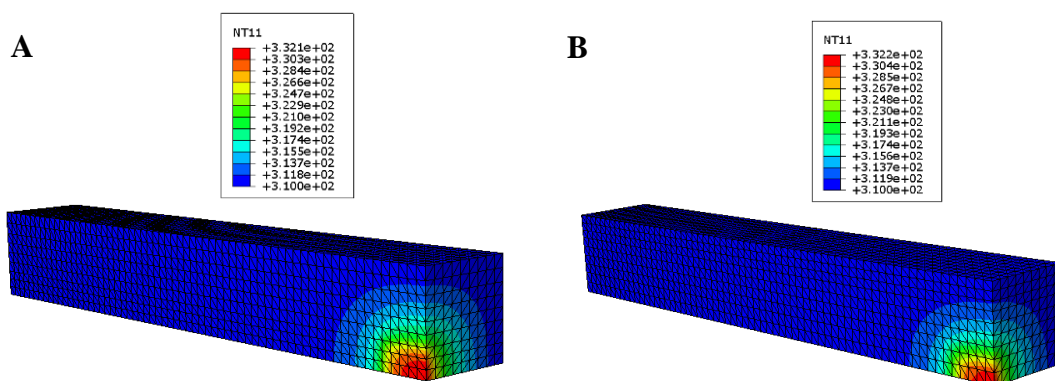 A
NT11
+3.321e+02
+3.303e+02
+3.284e+02
+3.266e+02
+3.247e+02
+3.229e+02
+3.210e+02
+3.192e+02
+3.174e+02
+3.155e+02
+3.137e+02
+3.118e+02
+3.100e+02
B
NT11
+3.322e+02
+3.304e+02
+3.285e+02
+3.267e+02
+3.248e+02
+3.230e+02
+3.211e+02
+3.193e+02
+3.174e+02
+3.156e+02
+3.137e+02
+3.119e+02
+3.100e+02